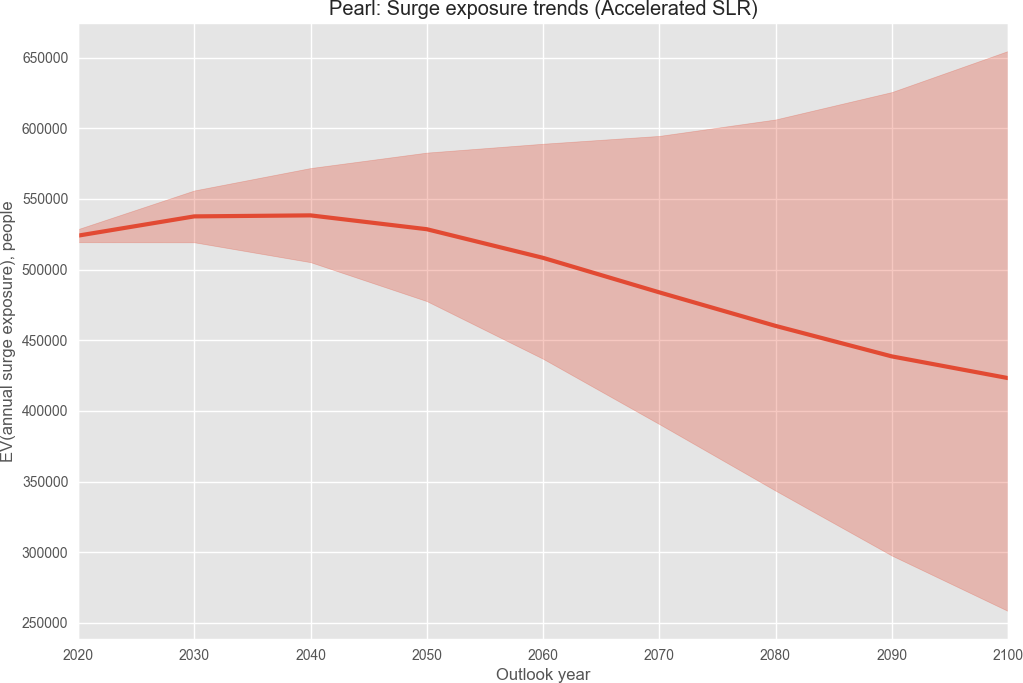 Pearl: Surge exposure trends (Accelerated SLR)
EV(annual surge exposure), people
650000
600000
550000
500000
450000
400000
350000
300000
250000
2020 2030 2040 2050 2060 2070 2080 2090 2100
Outlook year